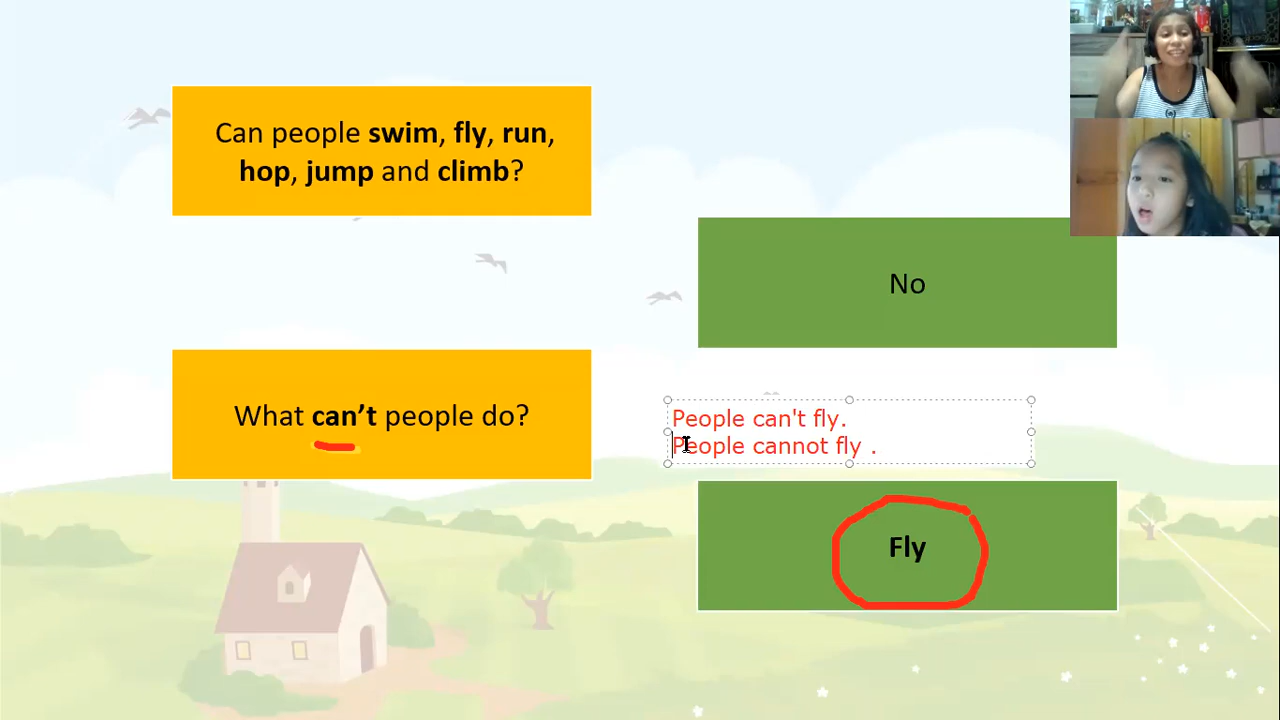 Can people swim, fly, run,
hop, jump and climb?
No
What can’t people do?
People can't fly.
People cannot fly .
Fly